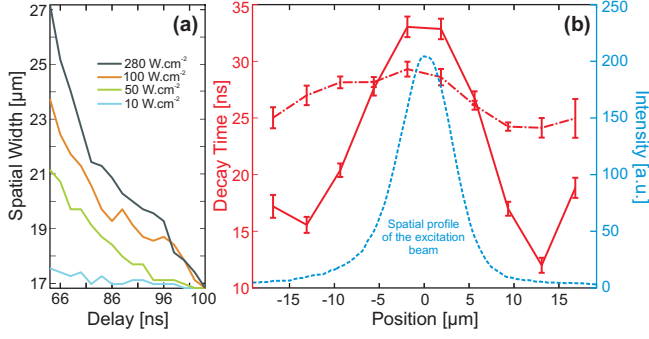 (a)
27
25
23
21
19
17
Spatial Width [µm]
280 W.cm⁻²
100 W.cm⁻²
50 W.cm⁻²
10 W.cm⁻²
66
86
96
100
Delay [ns]
(b)
35
30
25
20
15
10
Decay Time [ns]
200
150
100
50
0
Intensity [a.u.]
Spatial profile
of the excitation
beam
-15
-10
-5
0
5
10
15
Position [µm]